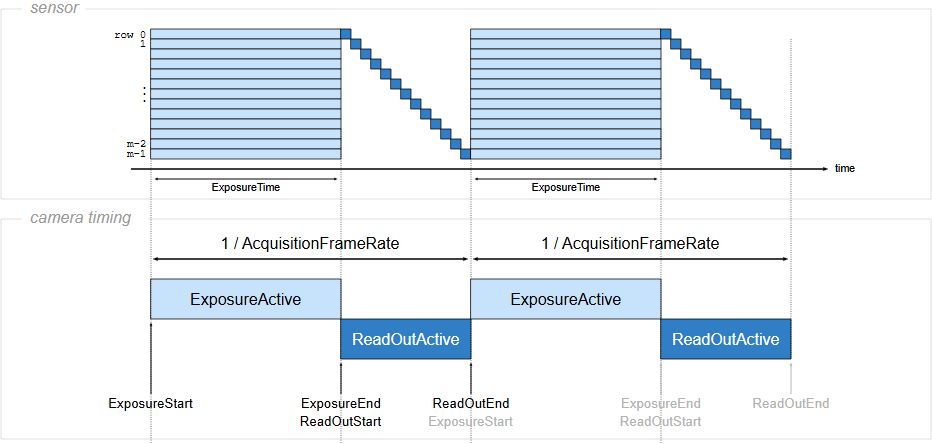 sensor
row 0
1
:
m-2
m-1
time
ExposureTime
ExposureTime
camera timing
1 / AcquisitionFrameRate
1 / AcquisitionFrameRate
ExposureActive
ExposureActive
ReadOutActive
ReadOutActive
ExposureStart
ExposureEnd
ReadOutStart
ReadOutEnd
ExposureStart
ExposureEnd
ReadOutStart
ReadOutEnd